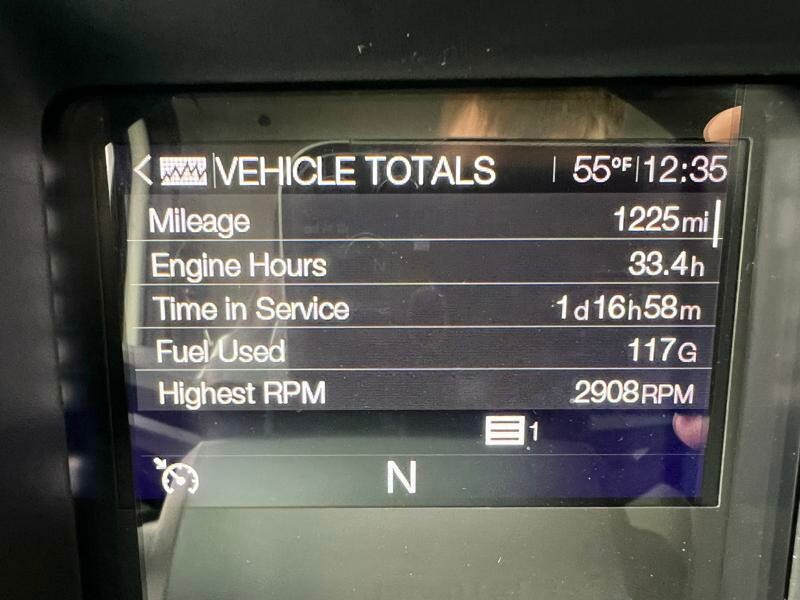 VEHICLE TOTALS 55°F 12:35
Mileage 1225mi
Engine Hours 33.4h
Time in Service 1d16h58m
Fuel Used 117G
Highest RPM 2908RPM
1
N